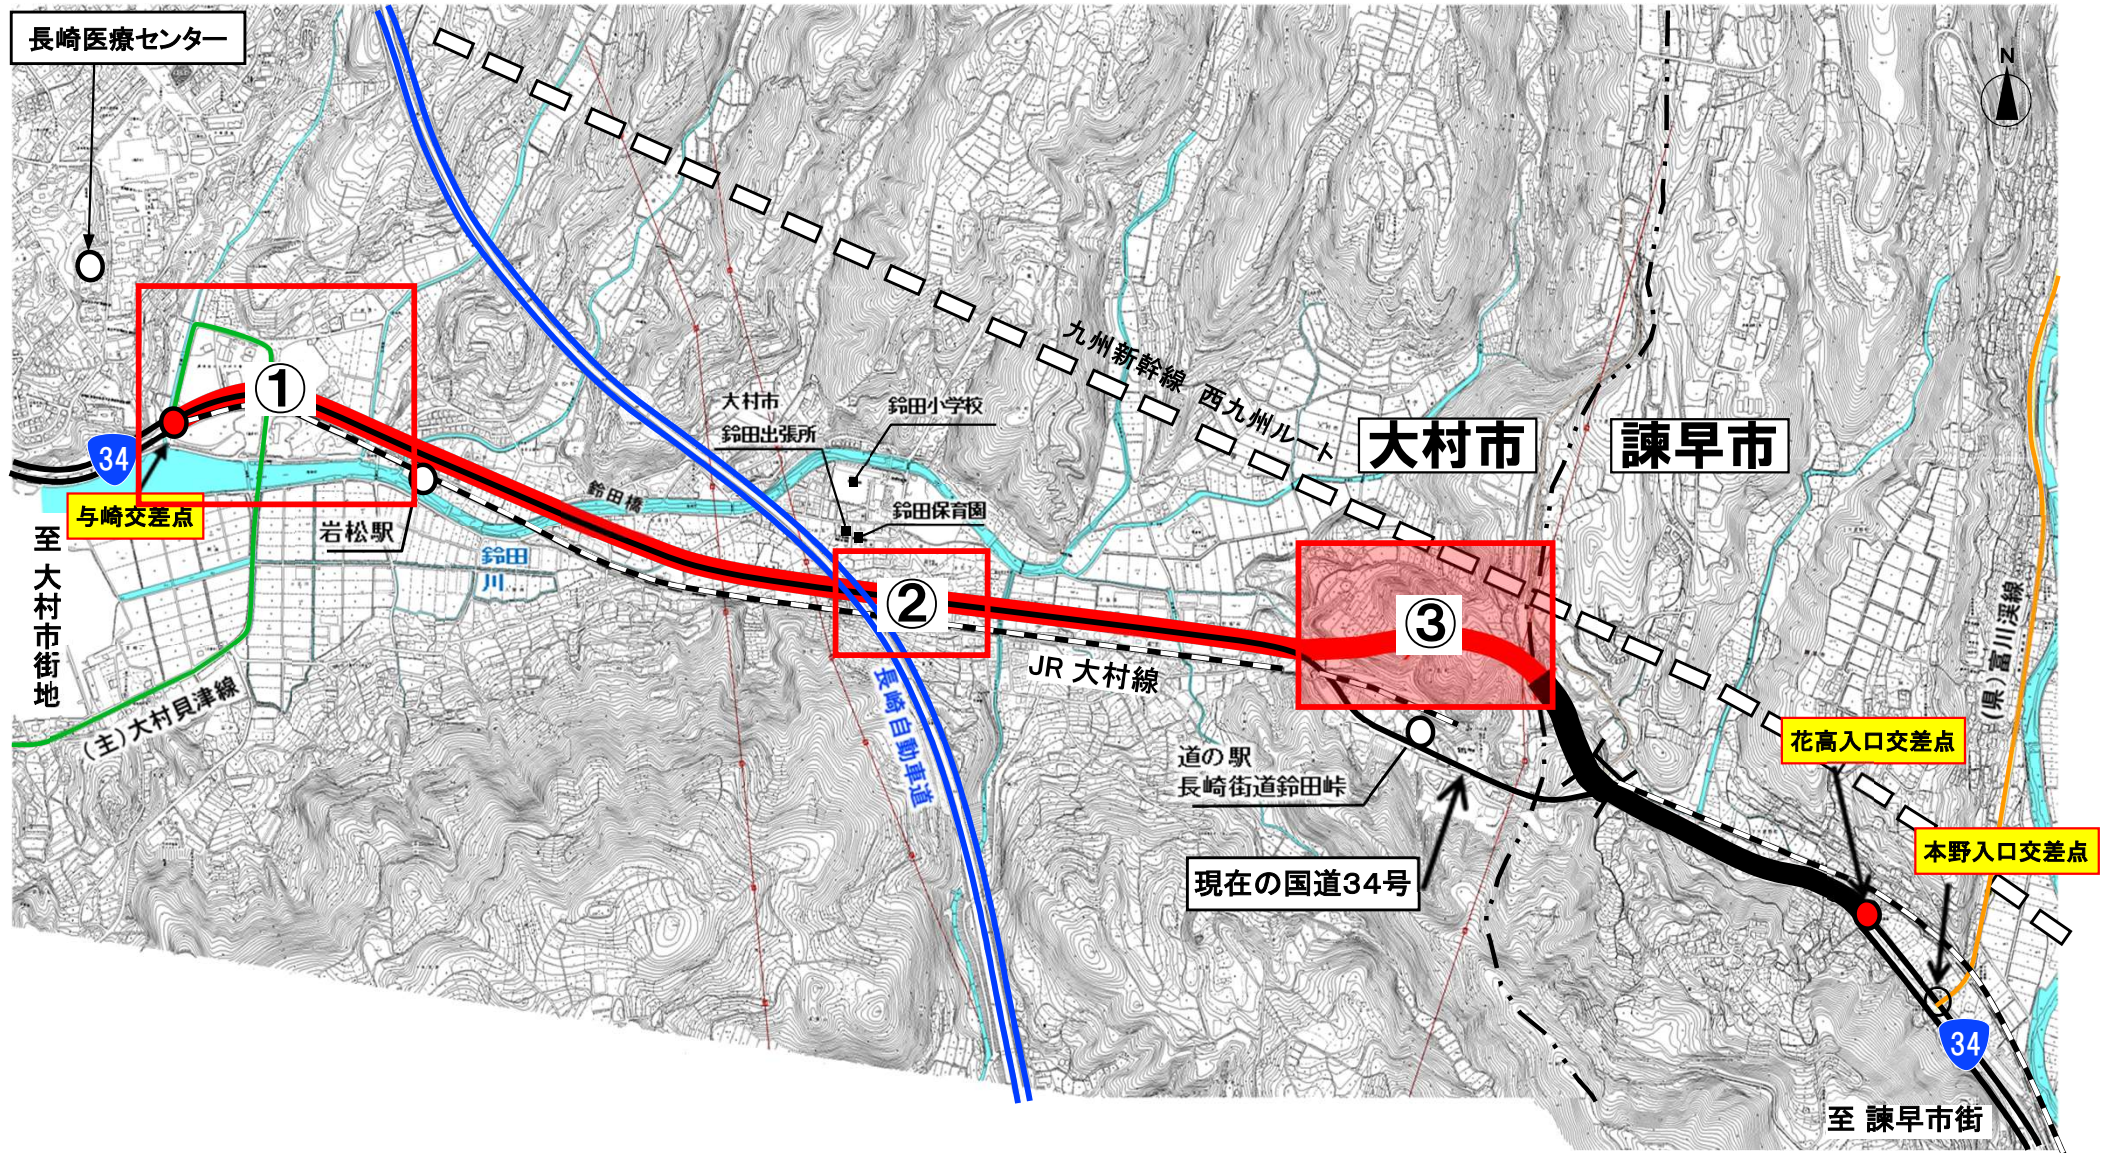 長崎医療センター
N
①
34
与崎交差点
至 大村市街地
岩松駅
鈴田川
鈴田橋
(主)大村貝津線
大村市
鈴田出張所
鈴田小学校
鈴田保育園
②
長崎自動車道
JR 大村線
九州新幹線 西九州ルート
大村市
諫早市
③
道の駅
長崎街道鈴田峠
現在の国道34号
(県)富川渓線
花高入口交差点
本野入口交差点
34
至 諫早市街